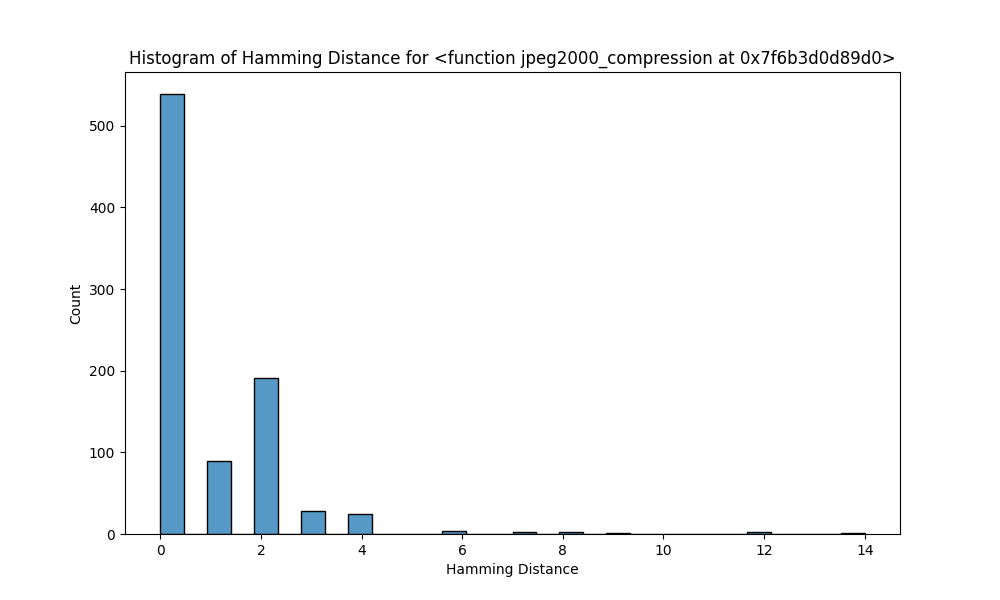 Histogram of Hamming Distance for <function jpeg2000_compression at 0x7f6b3d0d89d0>
500
400
300
200
100
0
Count
0 2 4 6 8 10 12 14
Hamming Distance